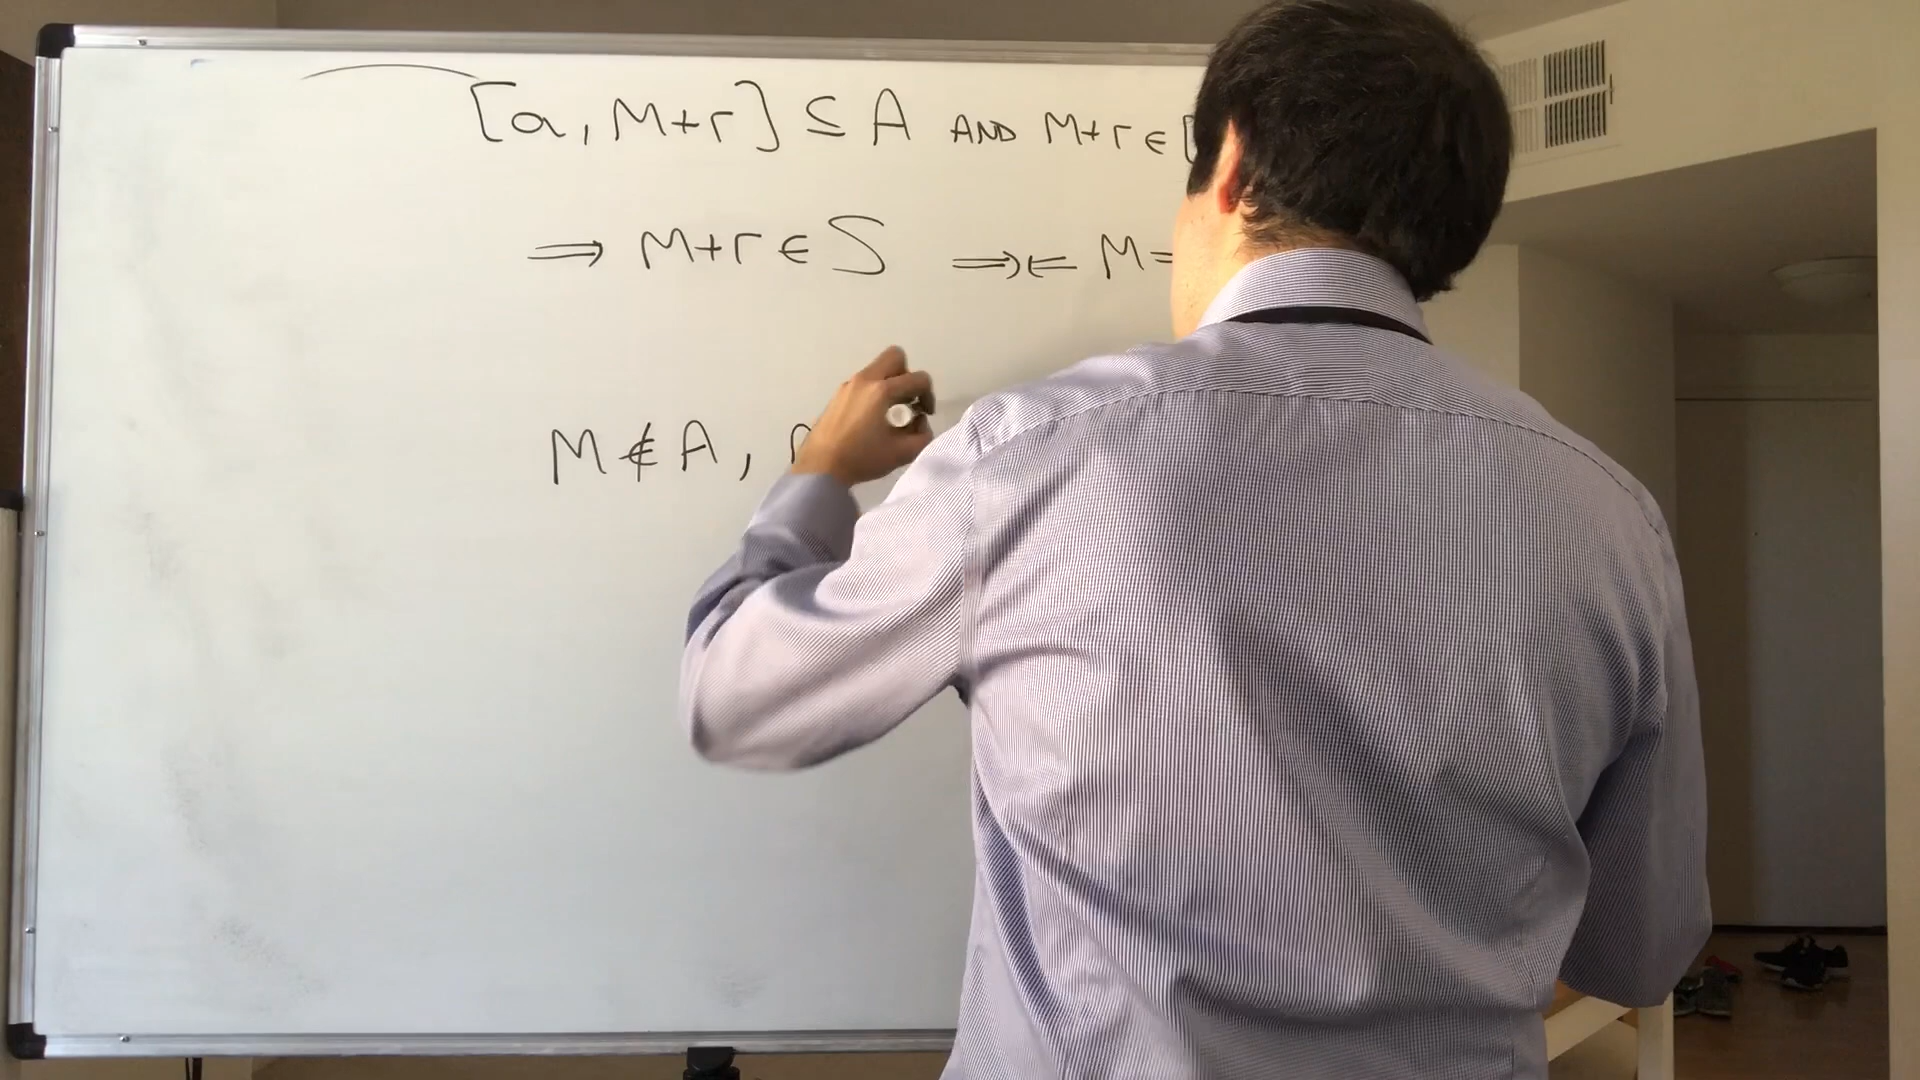 [a, M+r] ⊆ A AND M+r ∈ [
⇒ M+r ∈ S ⇒⇐ M =
M ∉ A,